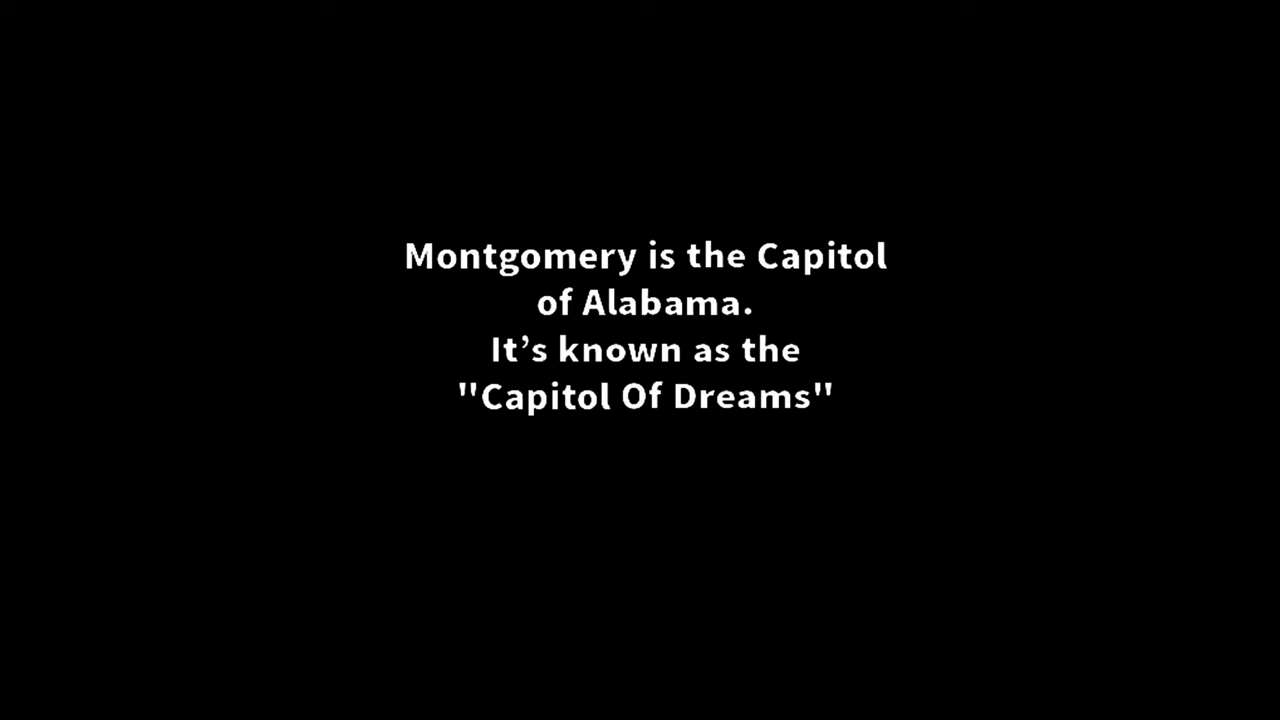 Montgomery is the Capitol
of Alabama.
It’s known as the
"Capitol Of Dreams"